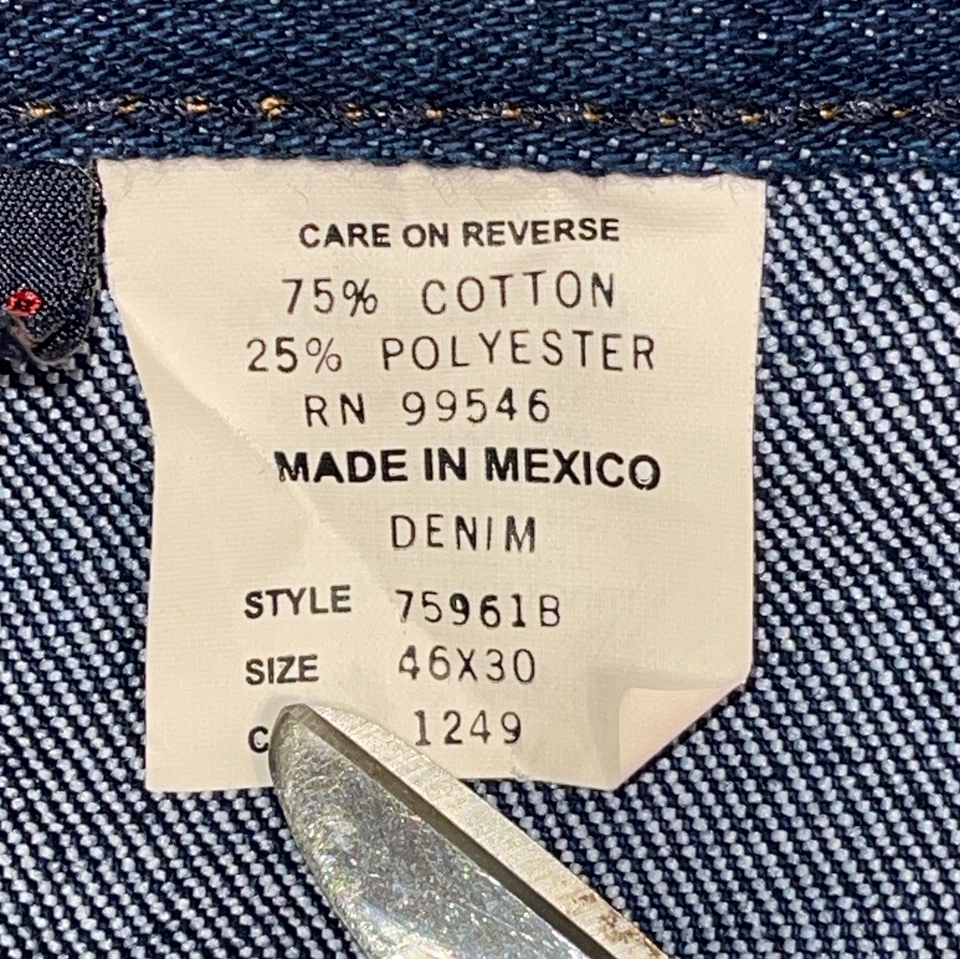 CARE ON REVERSE
75% COTTON
25% POLYESTER
RN 99546
MADE IN MEXICO
DENIM
STYLE 75961B
SIZE 46X30
1249